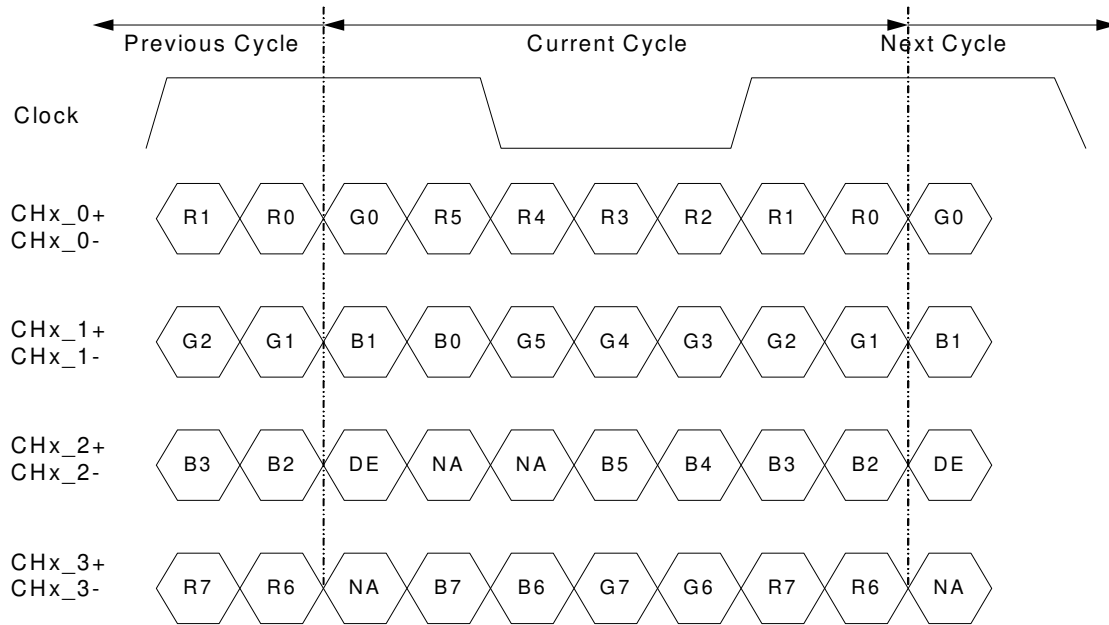 Previous Cycle Current Cycle Next Cycle
Clock
CHx_0+
CHx_0-
R1 R0 G0 R5 R4 R3 R2 R1 R0 G0
CHx_1+
CHx_1-
G2 G1 B1 B0 G5 G4 G3 G2 G1 B1
CHx_2+
CHx_2-
B3 B2 DE NA NA B5 B4 B3 B2 DE
CHx_3+
CHx_3-
R7 R6 NA B7 B6 G7 G6 R7 R6 NA